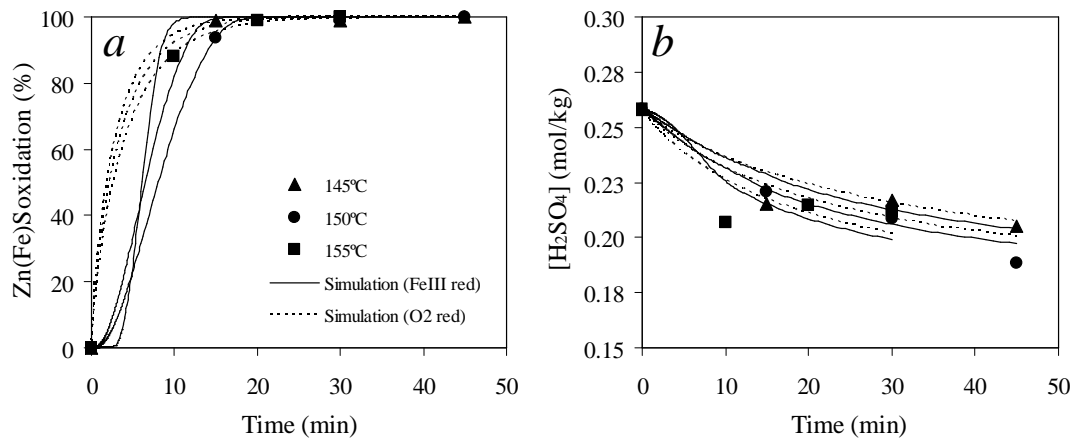 a
Zn(Fe)Soxidation (%)
100
80
60
40
20
0
145ºC
150ºC
155ºC
Simulation (FeIII red)
Simulation (O2 red)
0 10 20 30 40 50
Time (min)
b
[H₂SO₄] (mol/kg)
0.30
0.28
0.25
0.23
0.20
0.18
0.15
0 10 20 30 40 50
Time (min)